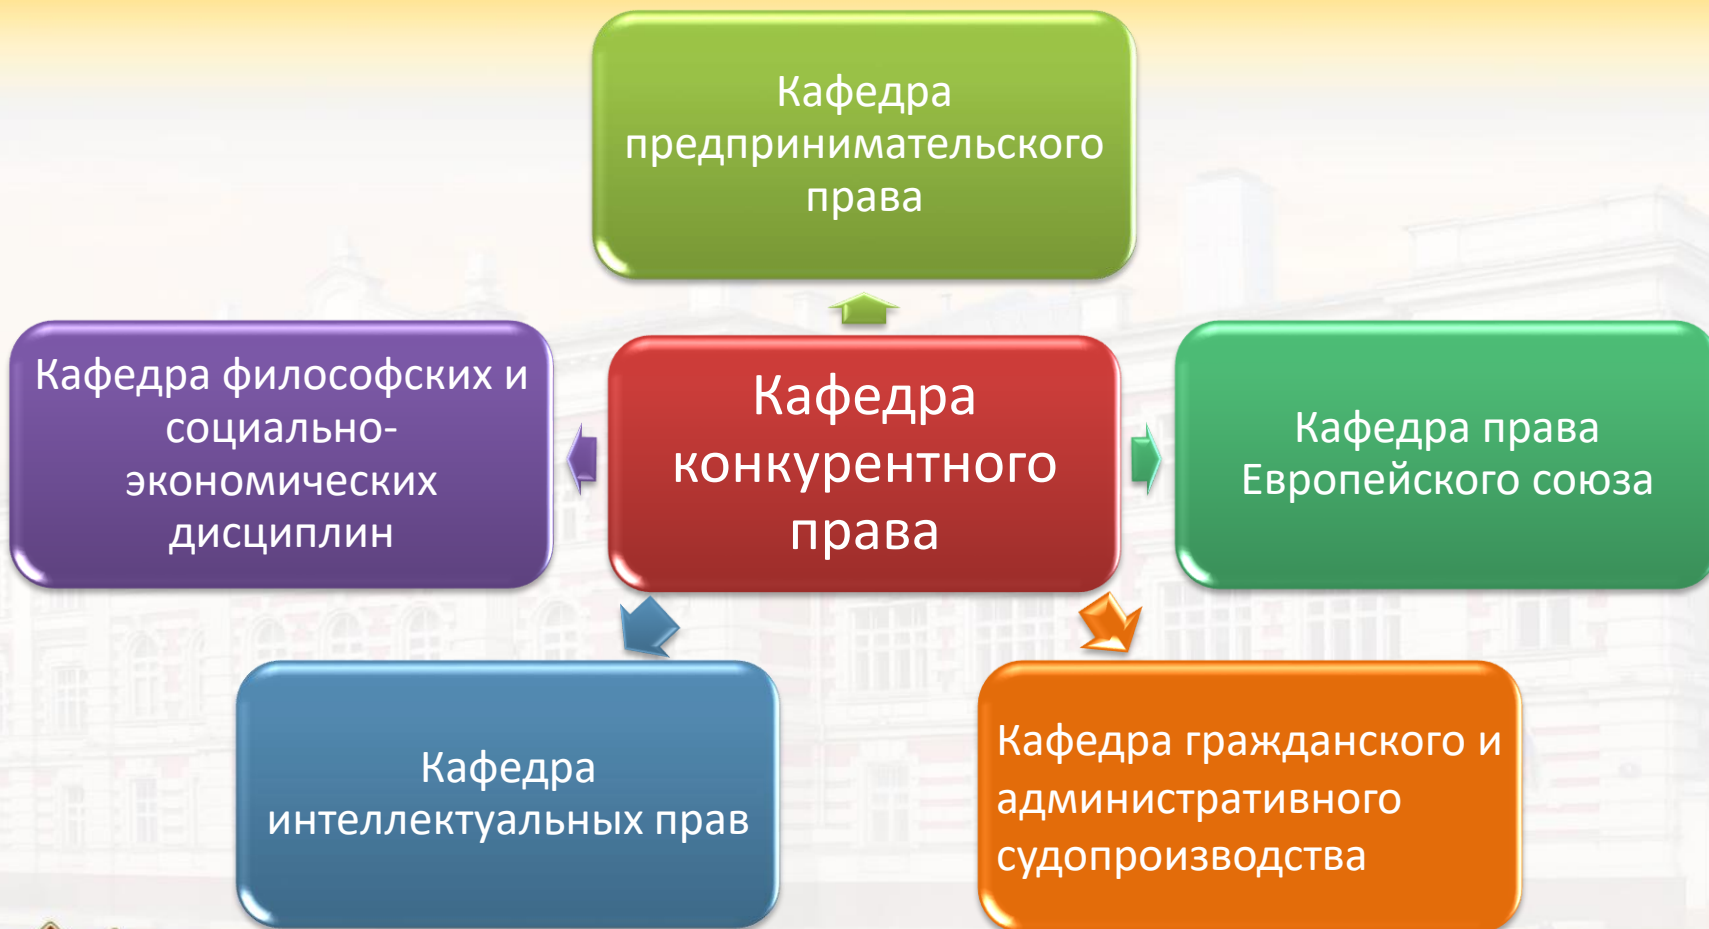 Кафедра
предпринимательского
права
Кафедра философских и
социально-
экономических
дисциплин
Кафедра
конкурентного
права
Кафедра права
Европейского союза
Кафедра
интеллектуальных прав
Кафедра гражданского и
административного
судопроизводства